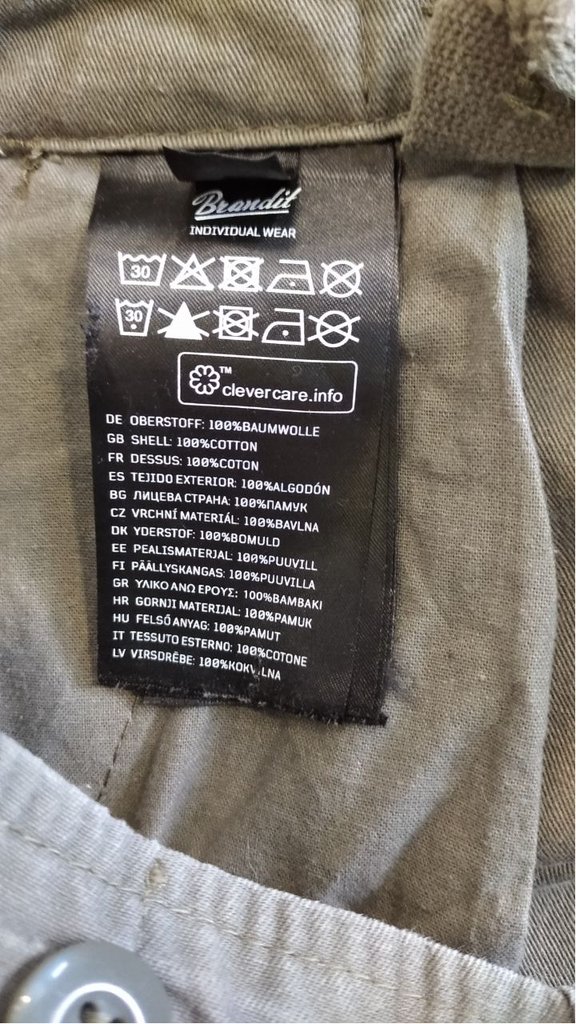 Brandit
INDIVIDUAL WEAR
30
30
™
clevercare.info
DE OBERSTOFF: 100%BAUMWOLLE
GB SHELL: 100%COTTON
FR DESSUS: 100%COTON
ES TEJIDO EXTERIOR: 100%ALGODÓN
BG ЛИЦЕВА СТРАНА: 100%ПАМУК
CZ VRCHNÍ MATERIÁL: 100%BAVLNA
DK YDERSTOF: 100%BOMULD
EE PEALISMATERJAL: 100%PUUVILL
FI PÄÄLLYSKANGAS: 100%PUUVILLA
GR ΥΛΙΚΟ ΑΝΩ ΕΡΟΥΣ: 100%BAMBAKI
HR GORNJI MATERIJAL: 100%PAMUK
HU FELSŐ ANYAG: 100%PAMUT
IT TESSUTO ESTERNO: 100%COTONE
LV VIRSDRĒBE: